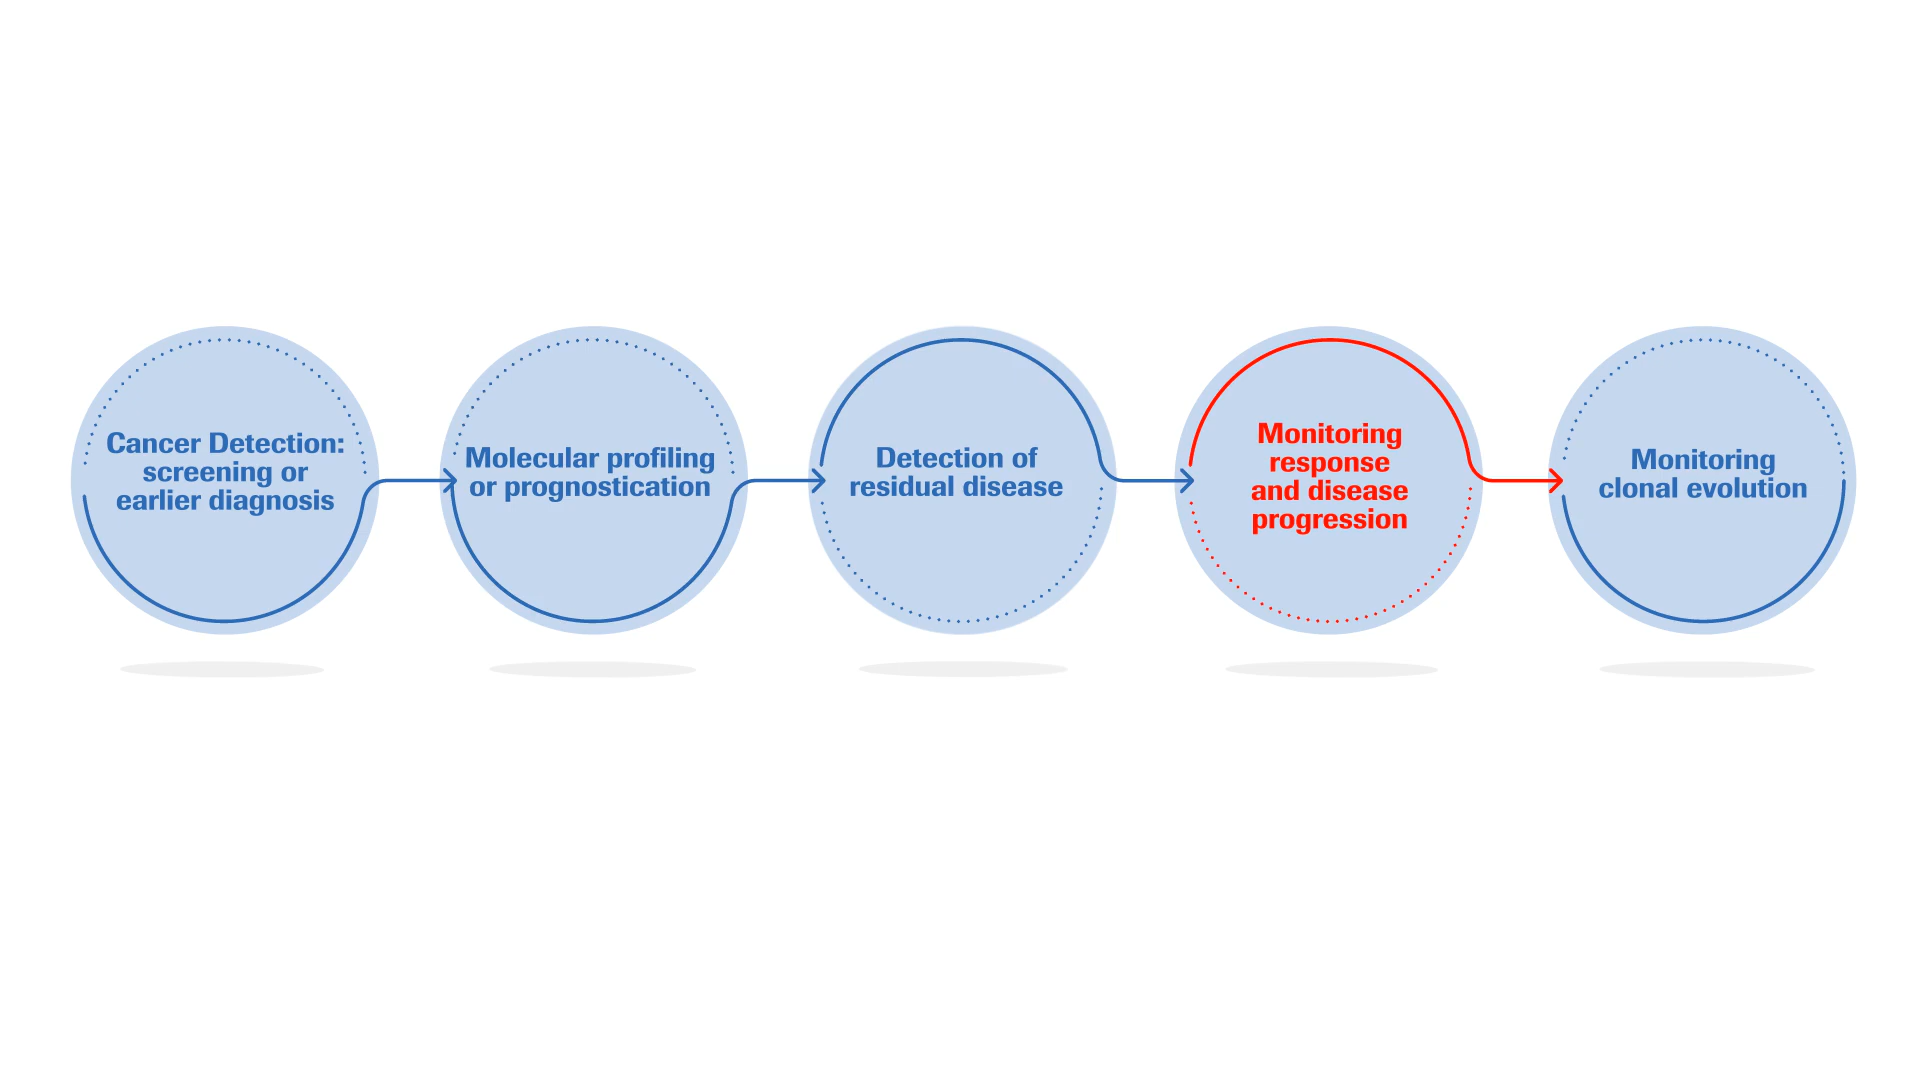 Cancer Detection:
screening or
earlier diagnosis
Molecular profiling
or prognostication
Detection of
residual disease
Monitoring
response
and disease
progression
Monitoring
clonal evolution